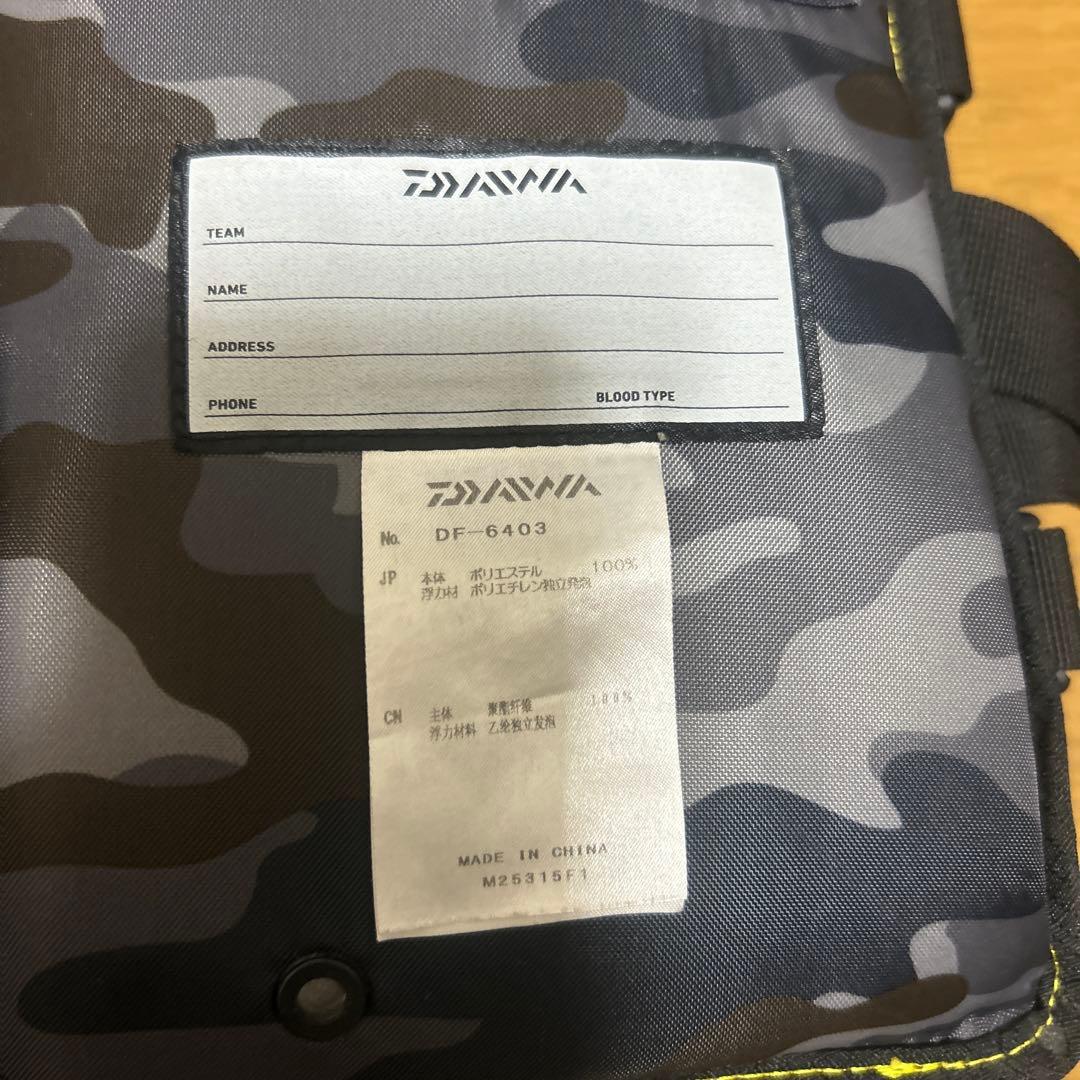 DAIWA
TEAM
NAME
ADDRESS
PHONE BLOOD TYPE
DAIWA
No. DF-6403
JP 本体 ポリエステル 100%
浮力材 ポリエチレン独立発泡
CN 主体 聚酯纤维 100%
浮力材料 乙纶独立发泡
MADE IN CHINA
M25315F1